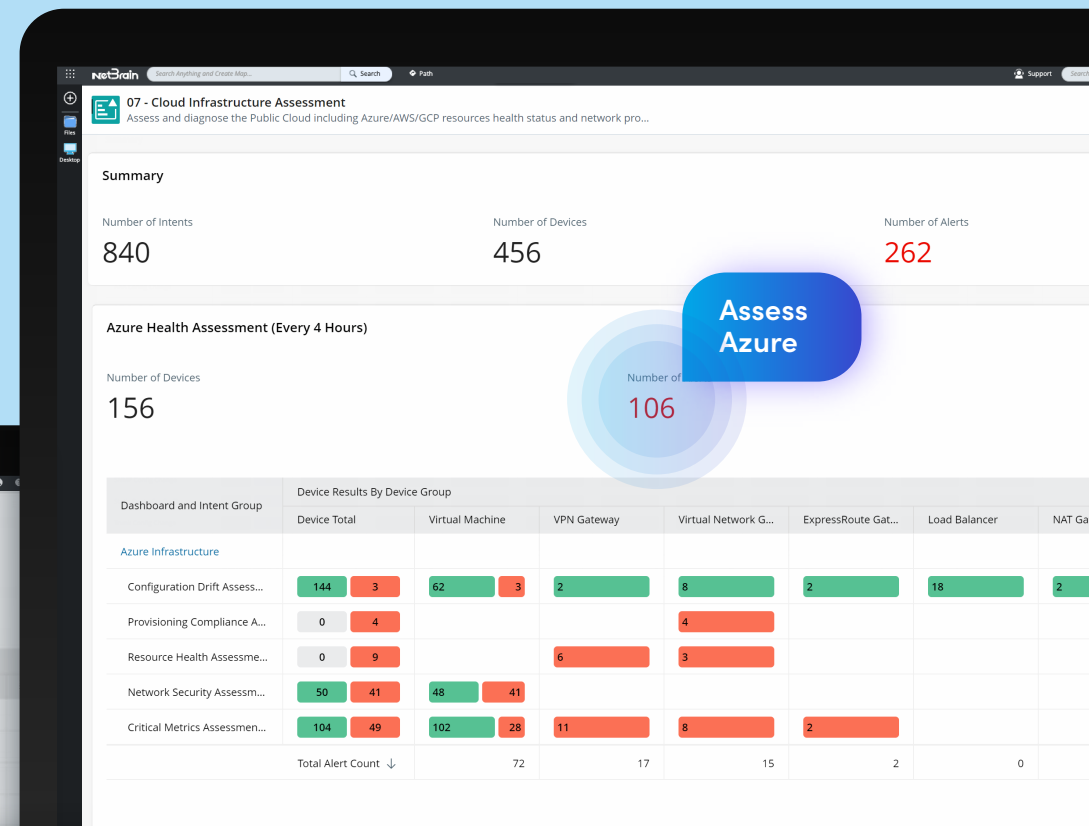 NetBrain
Search Anything and Create Map...
Search
Path
Support
Search
Files
Desktop
07 - Cloud Infrastructure Assessment
Assess and diagnose the Public Cloud including Azure/AWS/GCP resources health status and network pro...
Summary
Number of Intents
Number of Devices
Number of Alerts
840
456
262
Assess
Azure
Azure Health Assessment (Every 4 Hours)
Number of Devices
Number of
156
106
Dashboard and Intent Group
Device Results By Device Group
Device Total
Virtual Machine
VPN Gateway
Virtual Network G...
ExpressRoute Gat...
Load Balancer
NAT Ga
Azure Infrastructure
Configuration Drift Assess... 144 3 62 3 2 8 2 18 2
Provisioning Compliance A... 0 4 4
Resource Health Assessme... 0 9 6 3
Network Security Assessm... 50 41 48 41
Critical Metrics Assessmen... 104 49 102 28 11 8 2
Total Alert Count ↓ 72 17 15 2 0